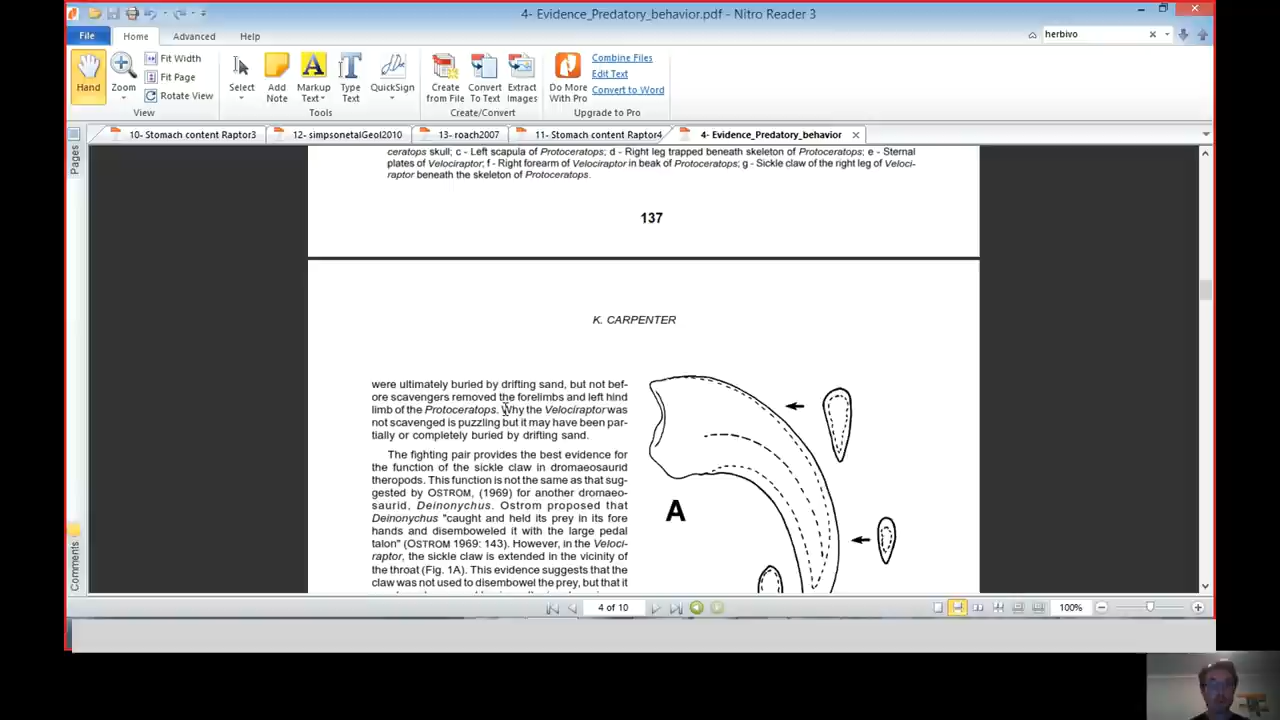 4- Evidence_Predatory_behavior.pdf - Nitro Reader 3
File
Home
Advanced
Help
herbivo
Hand
Zoom
Fit Width
Fit Page
Rotate View
View
Select
Add
Note
Markup
Text
Type
Text
QuickSign
Tools
Create
from File
Convert
To Text
Extract
Images
Create/Convert
Do More
With Pro
Combine Files
Edit Text
Convert to Word
Upgrade to Pro
10- Stomach content Raptor3
12- simpsonetalGeol2010
13- roach2007
11- Stomach content Raptor4
4- Evidence_Predatory_behavior
Pages
Comments
ceratops skull; c - Left scapula of Protoceratops; d - Right leg trapped beneath skeleton of Protoceratops; e - Sternal
plates of Velociraptor; f - Right forearm of Velociraptor in beak of Protoceratops; g - Sickle claw of the right leg of Veloci-
raptor beneath the skeleton of Protoceratops.
137
K. CARPENTER
were ultimately buried by drifting sand, but not bef-
ore scavengers removed the forelimbs and left hind
limb of the Protoceratops. Why the Velociraptor was
not scavenged is puzzling but it may have been par-
tially or completely buried by drifting sand.
The fighting pair provides the best evidence for
the function of the sickle claw in dromaeosaurid
theropods. This function is not the same as that sug-
gested by OSTROM, (1969) for another dromaeo-
saurid, Deinonychus. Ostrom proposed that
Deinonychus "caught and held its prey in its fore
hands and disemboweled it with the large pedal
talon" (OSTROM 1969: 143). However, in the Veloci-
raptor, the sickle claw is extended in the vicinity of
the throat (Fig. 1A). This evidence suggests that the
claw was not used to disembowel the prey, but that it
A
4 of 10
100%